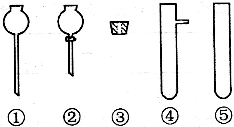 ① ② ③ ④ ⑤